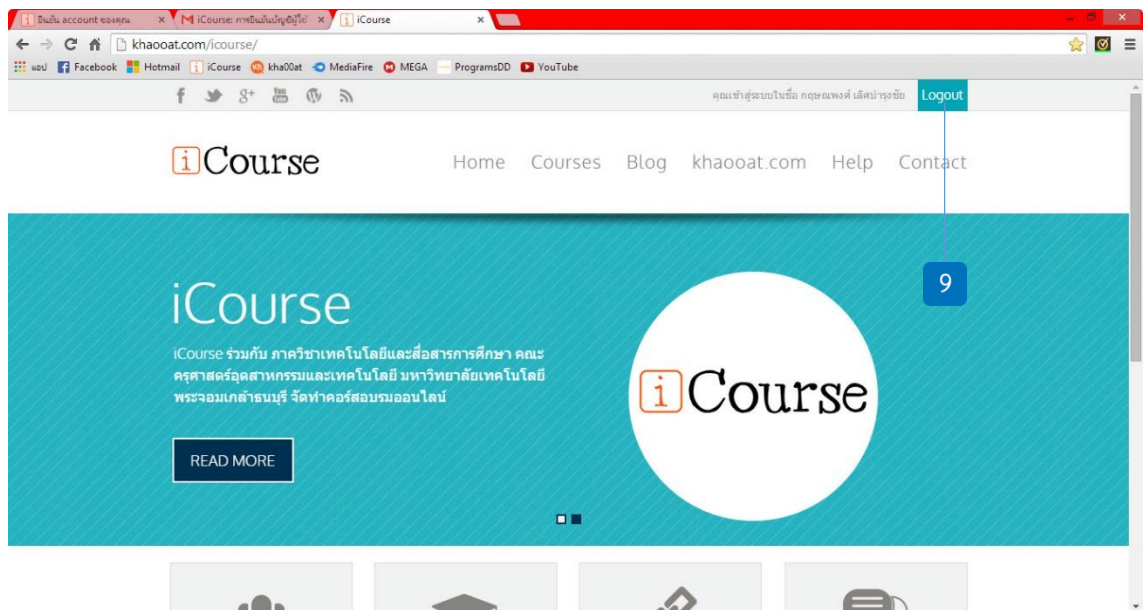 ยืนยัน account ของคุณ
iCourse: การยืนยันบัญชีผู้ใช้
iCourse
khaooat.com/icourse/
แอป Facebook Hotmail iCourse kha00at MediaFire MEGA ProgramsDD YouTube
คุณเข้าสู่ระบบในชื่อ กฤษณพงศ์ เลิศบำรุงชัย Logout
iCourse
Home Courses Blog khaooat.com Help Contact
9
iCourse
iCourse ร่วมกับ ภาควิชาเทคโนโลยีและสื่อสารการศึกษา คณะ
ครุศาสตร์อุตสาหกรรมและเทคโนโลยี มหาวิทยาลัยเทคโนโลยี
พระจอมเกล้าธนบุรี จัดทำคอร์สอบรมออนไลน์
iCourse
READ MORE